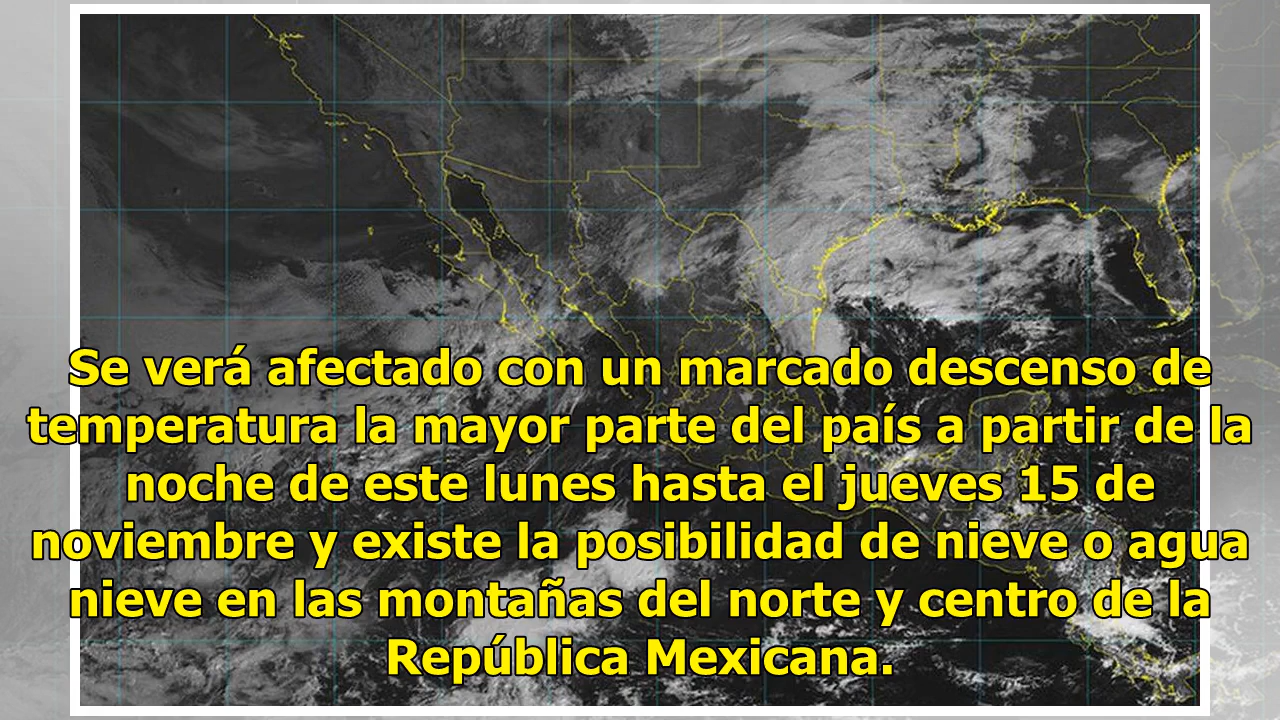 Se verá afectado con un marcado descenso de
temperatura la mayor parte del país a partir de la
noche de este lunes hasta el jueves 15 de
noviembre y existe la posibilidad de nieve o agua
nieve en las montañas del norte y centro de la
República Mexicana.